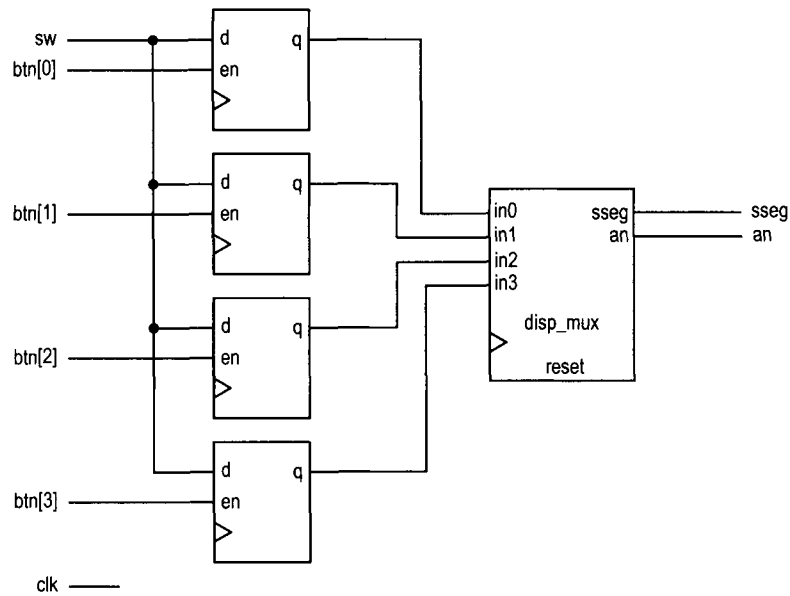 sw
d
q
btn[0]
en
d
q
btn[1]
en
in0
sseg
sseg
in1
an
an
in2
in3
d
q
disp_mux
btn[2]
en
reset
d
q
btn[3]
en
clk